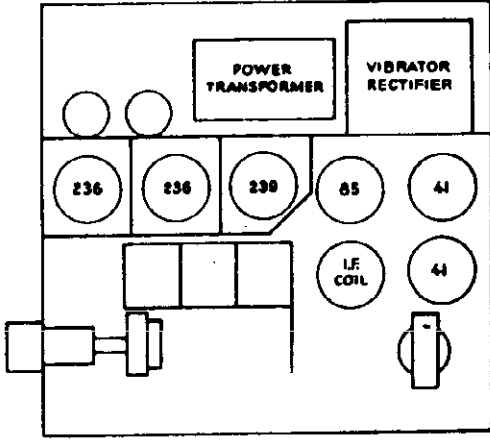 POWER
TRANSFORMER
VIBRATOR
RECTIFIER
236
236
239
85
41
I.F.
COIL
41